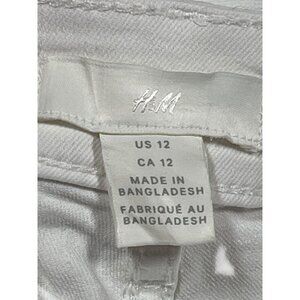 H&M
US 12
CA 12
MADE IN
BANGLADESH
FABRIQUÉ AU
BANGLADESH